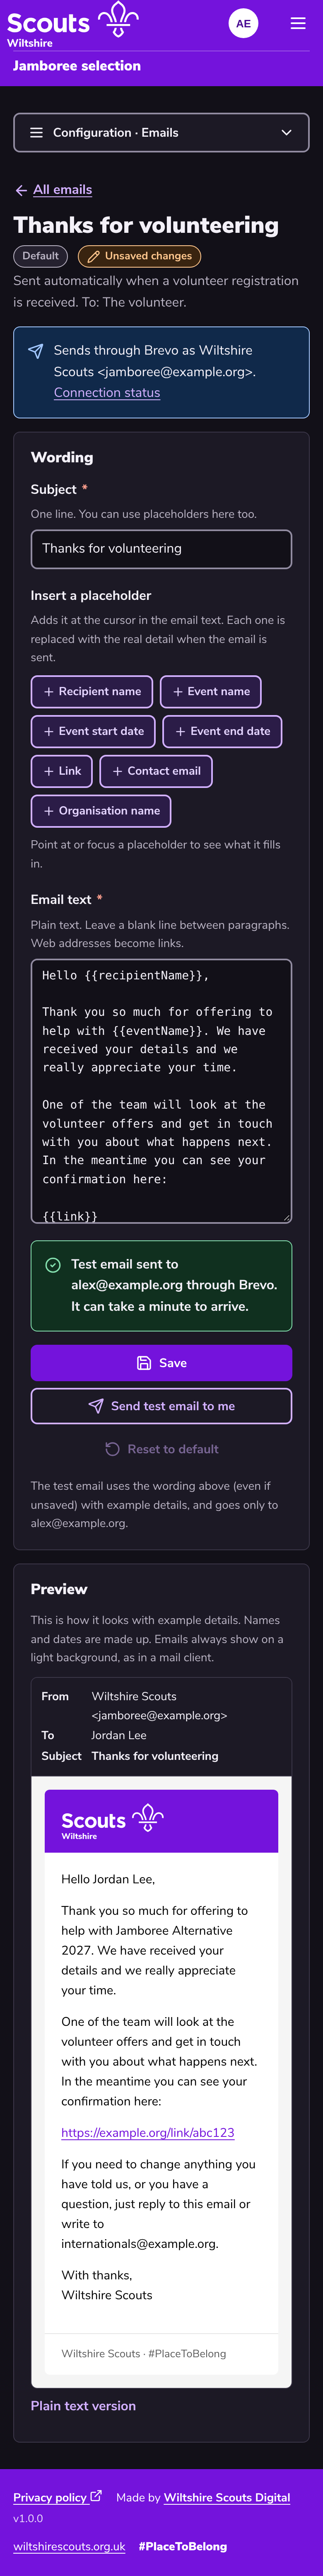 Scouts
Wiltshire
AE
Jamboree selection
Configuration · Emails
All emails
Thanks for volunteering
Default
Unsaved changes
Sent automatically when a volunteer registration
is received. To: The volunteer.
Sends through Brevo as Wiltshire
Scouts <jamboree@example.org>.
Connection status
Wording
Subject *
One line. You can use placeholders here too.
Thanks for volunteering
Insert a placeholder
Adds it at the cursor in the email text. Each one is
replaced with the real detail when the email is
sent.
+ Recipient name
+ Event name
+ Event start date
+ Event end date
+ Link
+ Contact email
+ Organisation name
Point at or focus a placeholder to see what it fills
in.
Email text *
Plain text. Leave a blank line between paragraphs.
Web addresses become links.
Hello {{recipientName}},
Thank you so much for offering to
help with {{eventName}}. We have
received your details and we
really appreciate your time.
One of the team will look at the
volunteer offers and get in touch
with you about what happens next.
In the meantime you can see your
confirmation here:
{{link}}
Test email sent to
alex@example.org through Brevo.
It can take a minute to arrive.
Save
Send test email to me
Reset to default
The test email uses the wording above (even if
unsaved) with example details, and goes only to
alex@example.org.
Preview
This is how it looks with example details. Names
and dates are made up. Emails always show on a
light background, as in a mail client.
From Wiltshire Scouts
<jamboree@example.org>
To Jordan Lee
Subject Thanks for volunteering
Scouts
Wiltshire
Hello Jordan Lee,
Thank you so much for offering to
help with Jamboree Alternative
2027. We have received your
details and we really appreciate
your time.
One of the team will look at the
volunteer offers and get in touch
with you about what happens next.
In the meantime you can see your
confirmation here:
https://example.org/link/abc123
If you need to change anything you
have told us, or you have a
question, just reply to this email or
write to
internationals@example.org.
With thanks,
Wiltshire Scouts
Wiltshire Scouts · #PlaceToBelong
Plain text version
Privacy policy
Made by Wiltshire Scouts Digital
v1.0.0
wiltshirescouts.org.uk
#PlaceToBelong